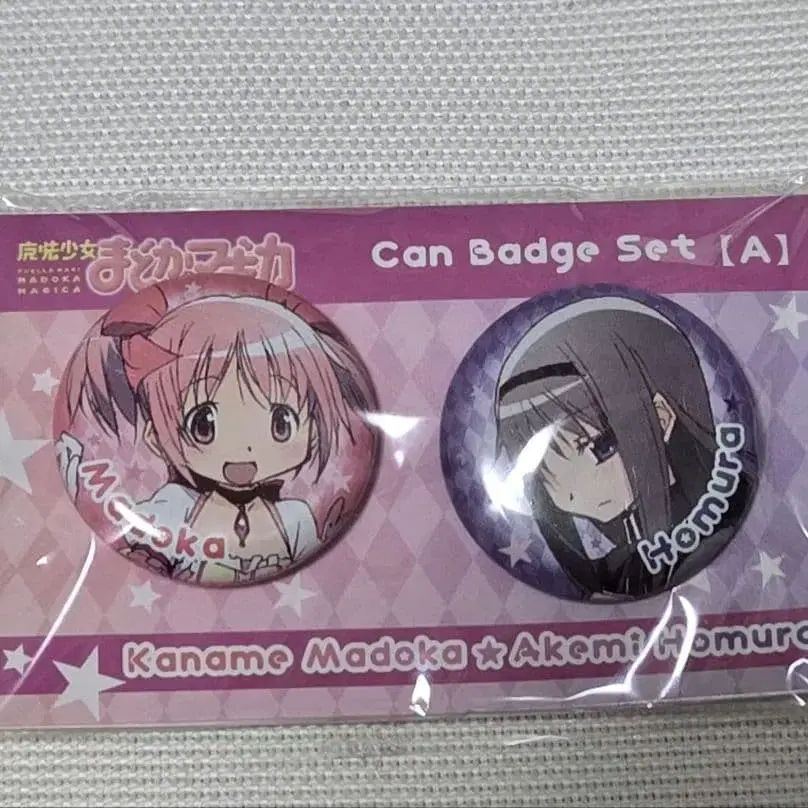 魔法少女
まどか☆マギカ
PUELLA MAGI
MADOKA
MAGICA
Can Badge Set【A】
Madoka
Homura
Kaname Madoka★Akemi Homura